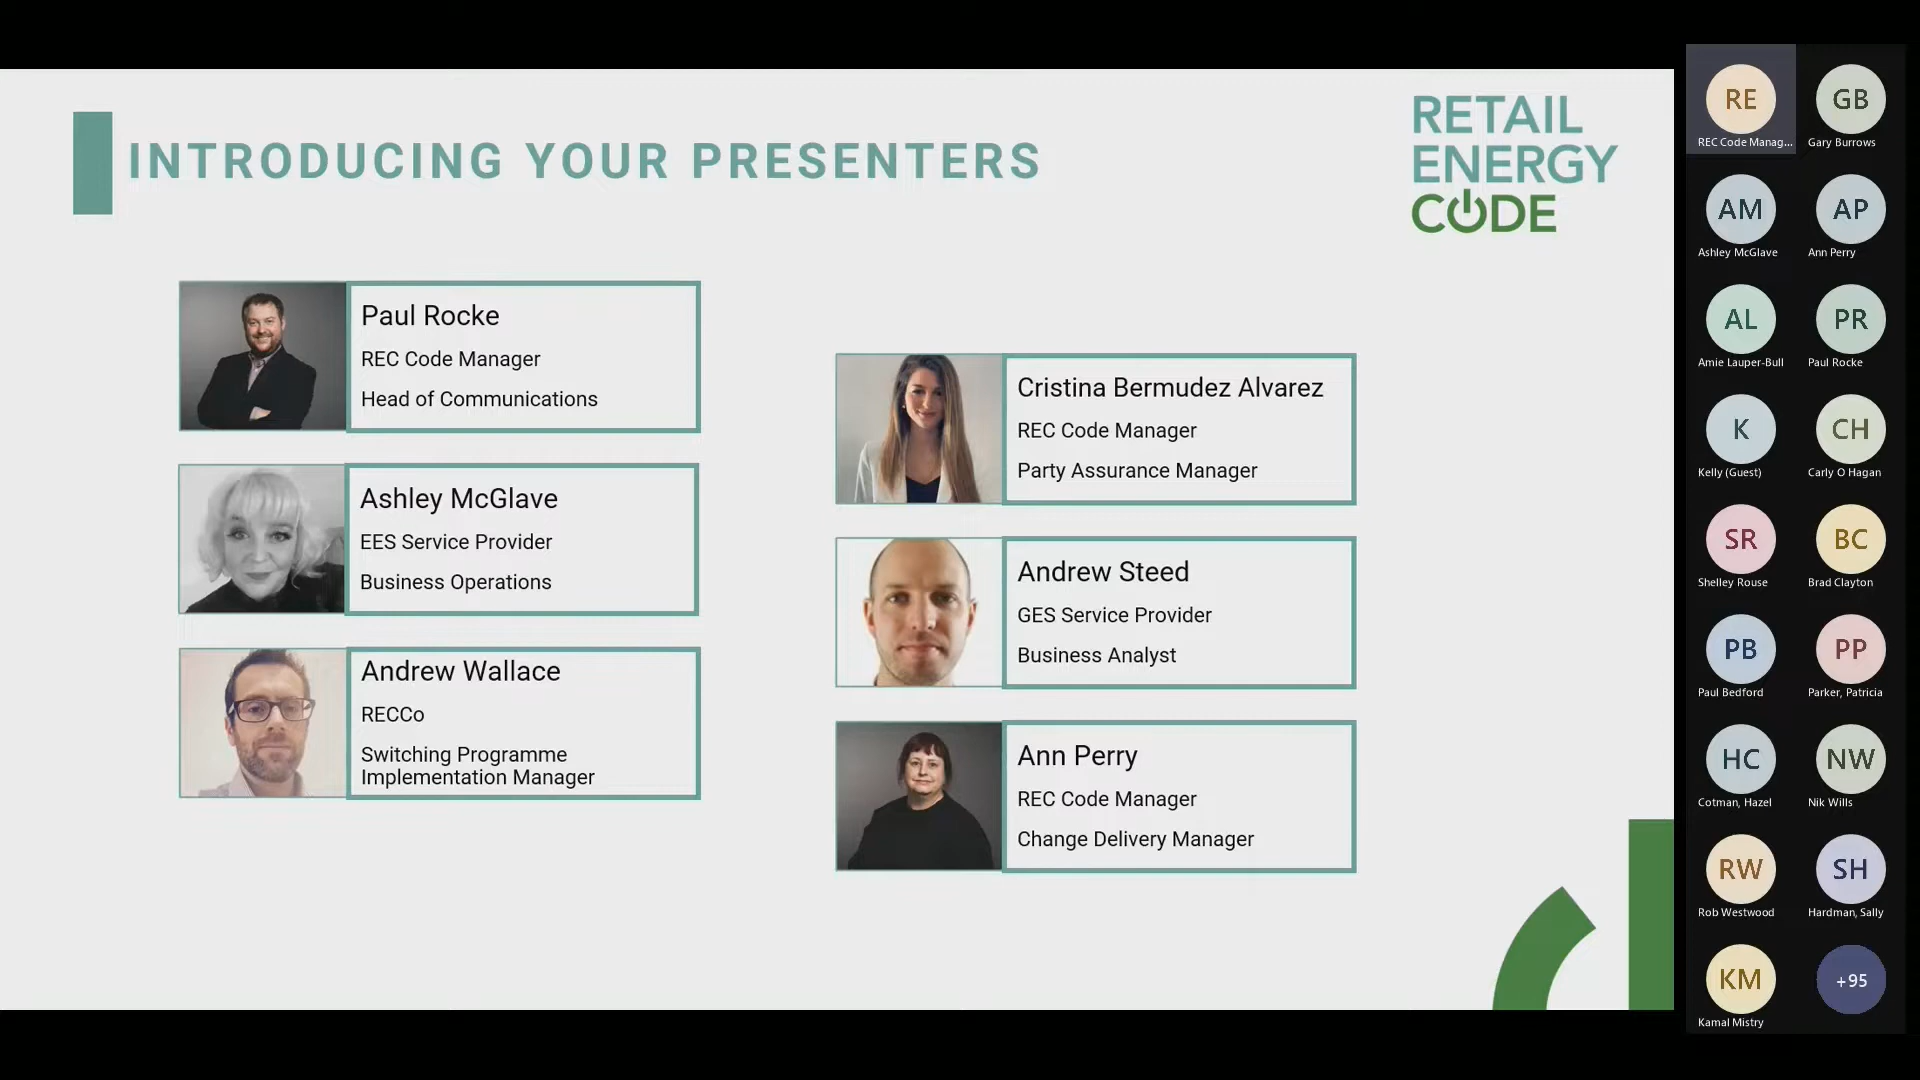 INTRODUCING YOUR PRESENTERS
RETAIL
ENERGY
CODE
Paul Rocke
REC Code Manager
Head of Communications
Ashley McGlave
EES Service Provider
Business Operations
Andrew Wallace
RECCo
Switching Programme
Implementation Manager
Cristina Bermudez Alvarez
REC Code Manager
Party Assurance Manager
Andrew Steed
GES Service Provider
Business Analyst
Ann Perry
REC Code Manager
Change Delivery Manager
RE
REC Code Manag...
GB
Gary Burrows
AM
Ashley McGlave
AP
Ann Perry
AL
Amie Lauper-Bull
PR
Paul Rocke
K
Kelly (Guest)
CH
Carly O Hagan
SR
Shelley Rouse
BC
Brad Clayton
PB
Paul Bedford
PP
Parker, Patricia
HC
Cotman, Hazel
NW
Nik Wills
RW
Rob Westwood
SH
Hardman, Sally
KM
Kamal Mistry
+95